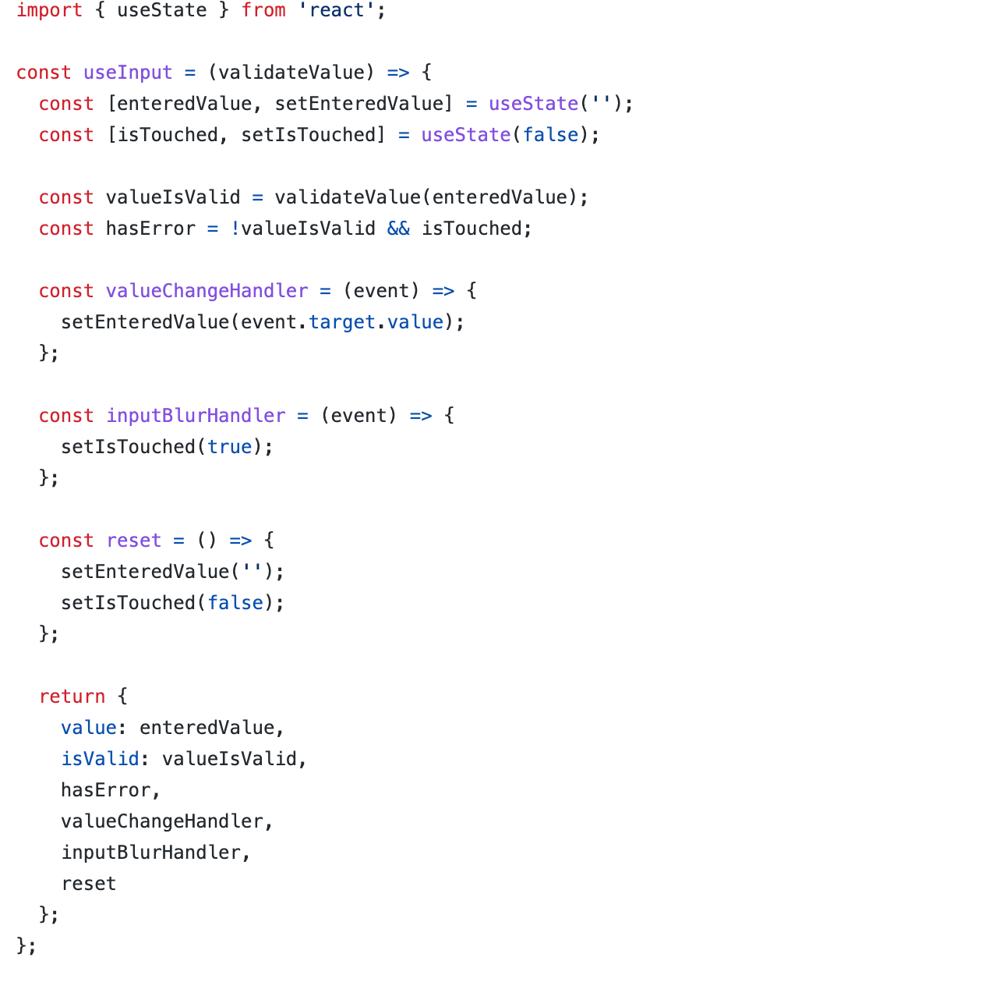 import { useState } from 'react';

const useInput = (validateValue) => {
  const [enteredValue, setEnteredValue] = useState('');
  const [isTouched, setIsTouched] = useState(false);

  const valueIsValid = validateValue(enteredValue);
  const hasError = !valueIsValid && isTouched;

  const valueChangeHandler = (event) => {
    setEnteredValue(event.target.value);
  };

  const inputBlurHandler = (event) => {
    setIsTouched(true);
  };

  const reset = () => {
    setEnteredValue('');
    setIsTouched(false);
  };

  return {
    value: enteredValue,
    isValid: valueIsValid,
    hasError,
    valueChangeHandler,
    inputBlurHandler,
    reset
  };
};